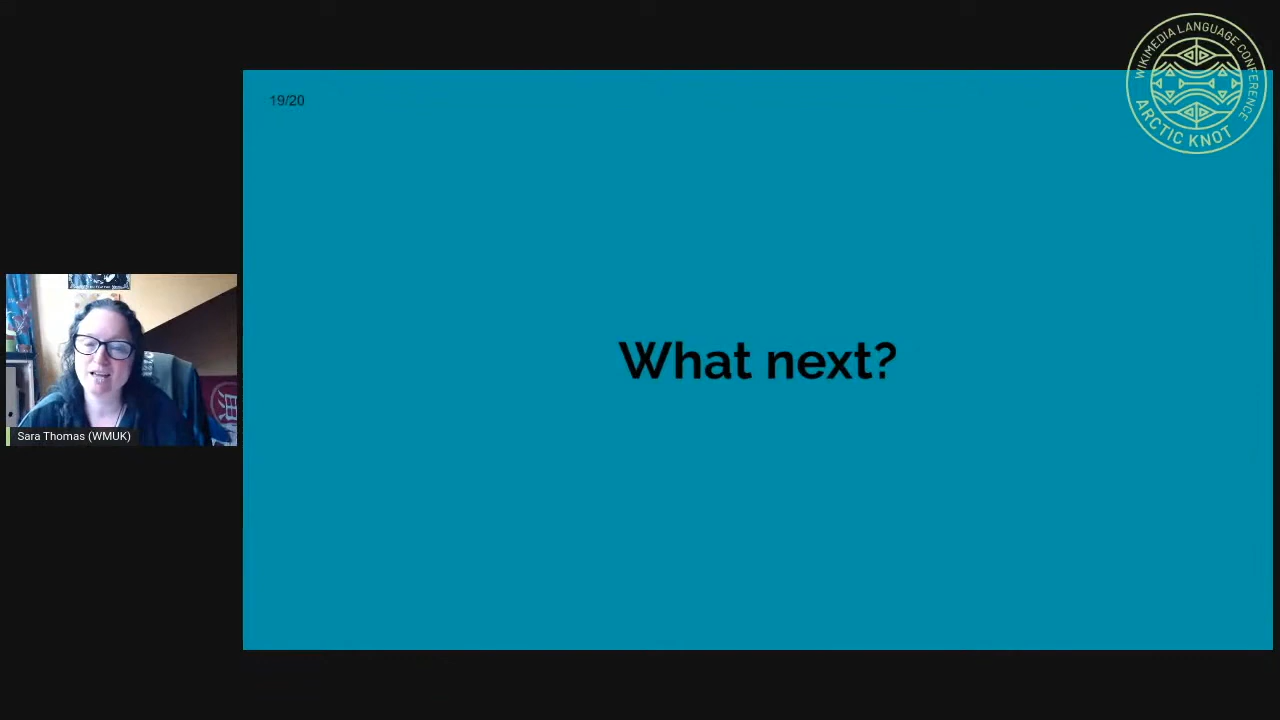 WIKIMEDIA LANGUAGE CONFERENCE
ARCTIC KNOT
19/20
What next?
Sara Thomas (WMUK)